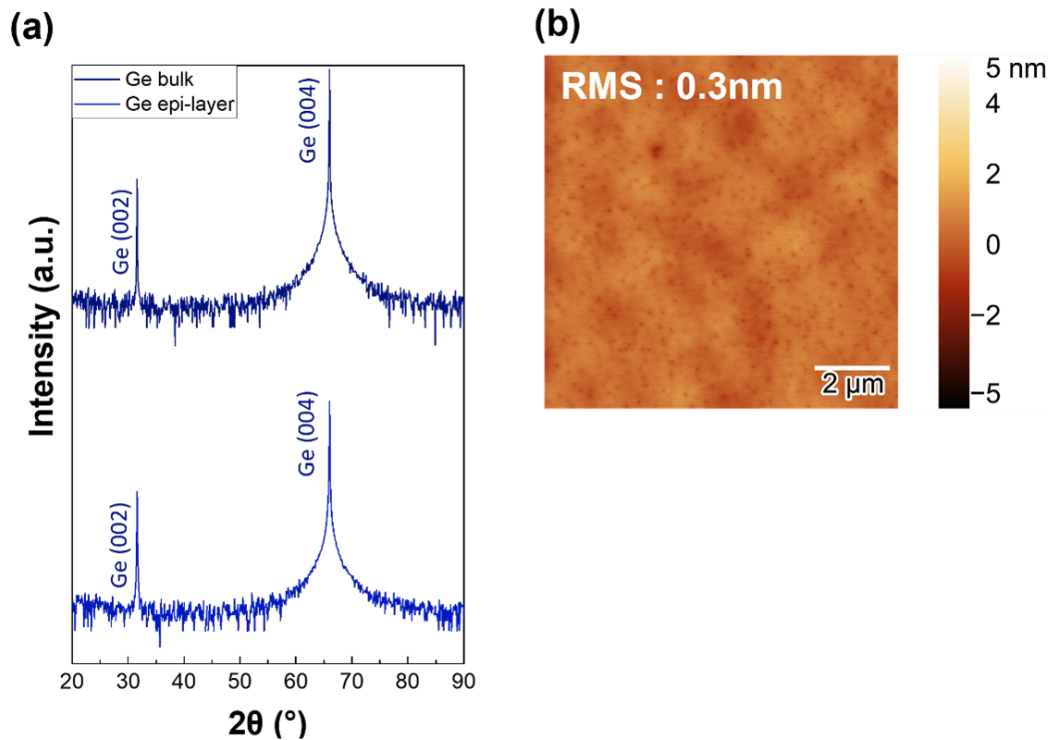 (a)
Ge bulk
Ge epi-layer
Ge (002)
Ge (004)
Ge (002)
Ge (004)
Intensity (a.u.)
20 30 40 50 60 70 80 90
2θ (°)
(b)
RMS : 0.3nm
2 μm
5 nm
4
2
0
−2
−5